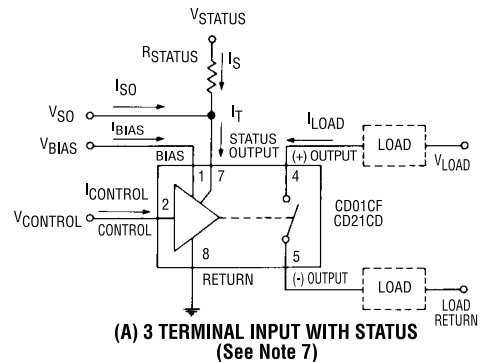 VSTATUS
RSTATUS
IS
ISO
VSO
IT
IBIAS
VBIAS
STATUS
OUTPUT
ILOAD
LOAD
VLOAD
BIAS
1
7
(+) OUTPUT
4
ICONTROL
2
VCONTROL
CONTROL
CD01CF
CD21CD
8
5
RETURN
(-) OUTPUT
LOAD
LOAD
RETURN
(A) 3 TERMINAL INPUT WITH STATUS
(See Note 7)